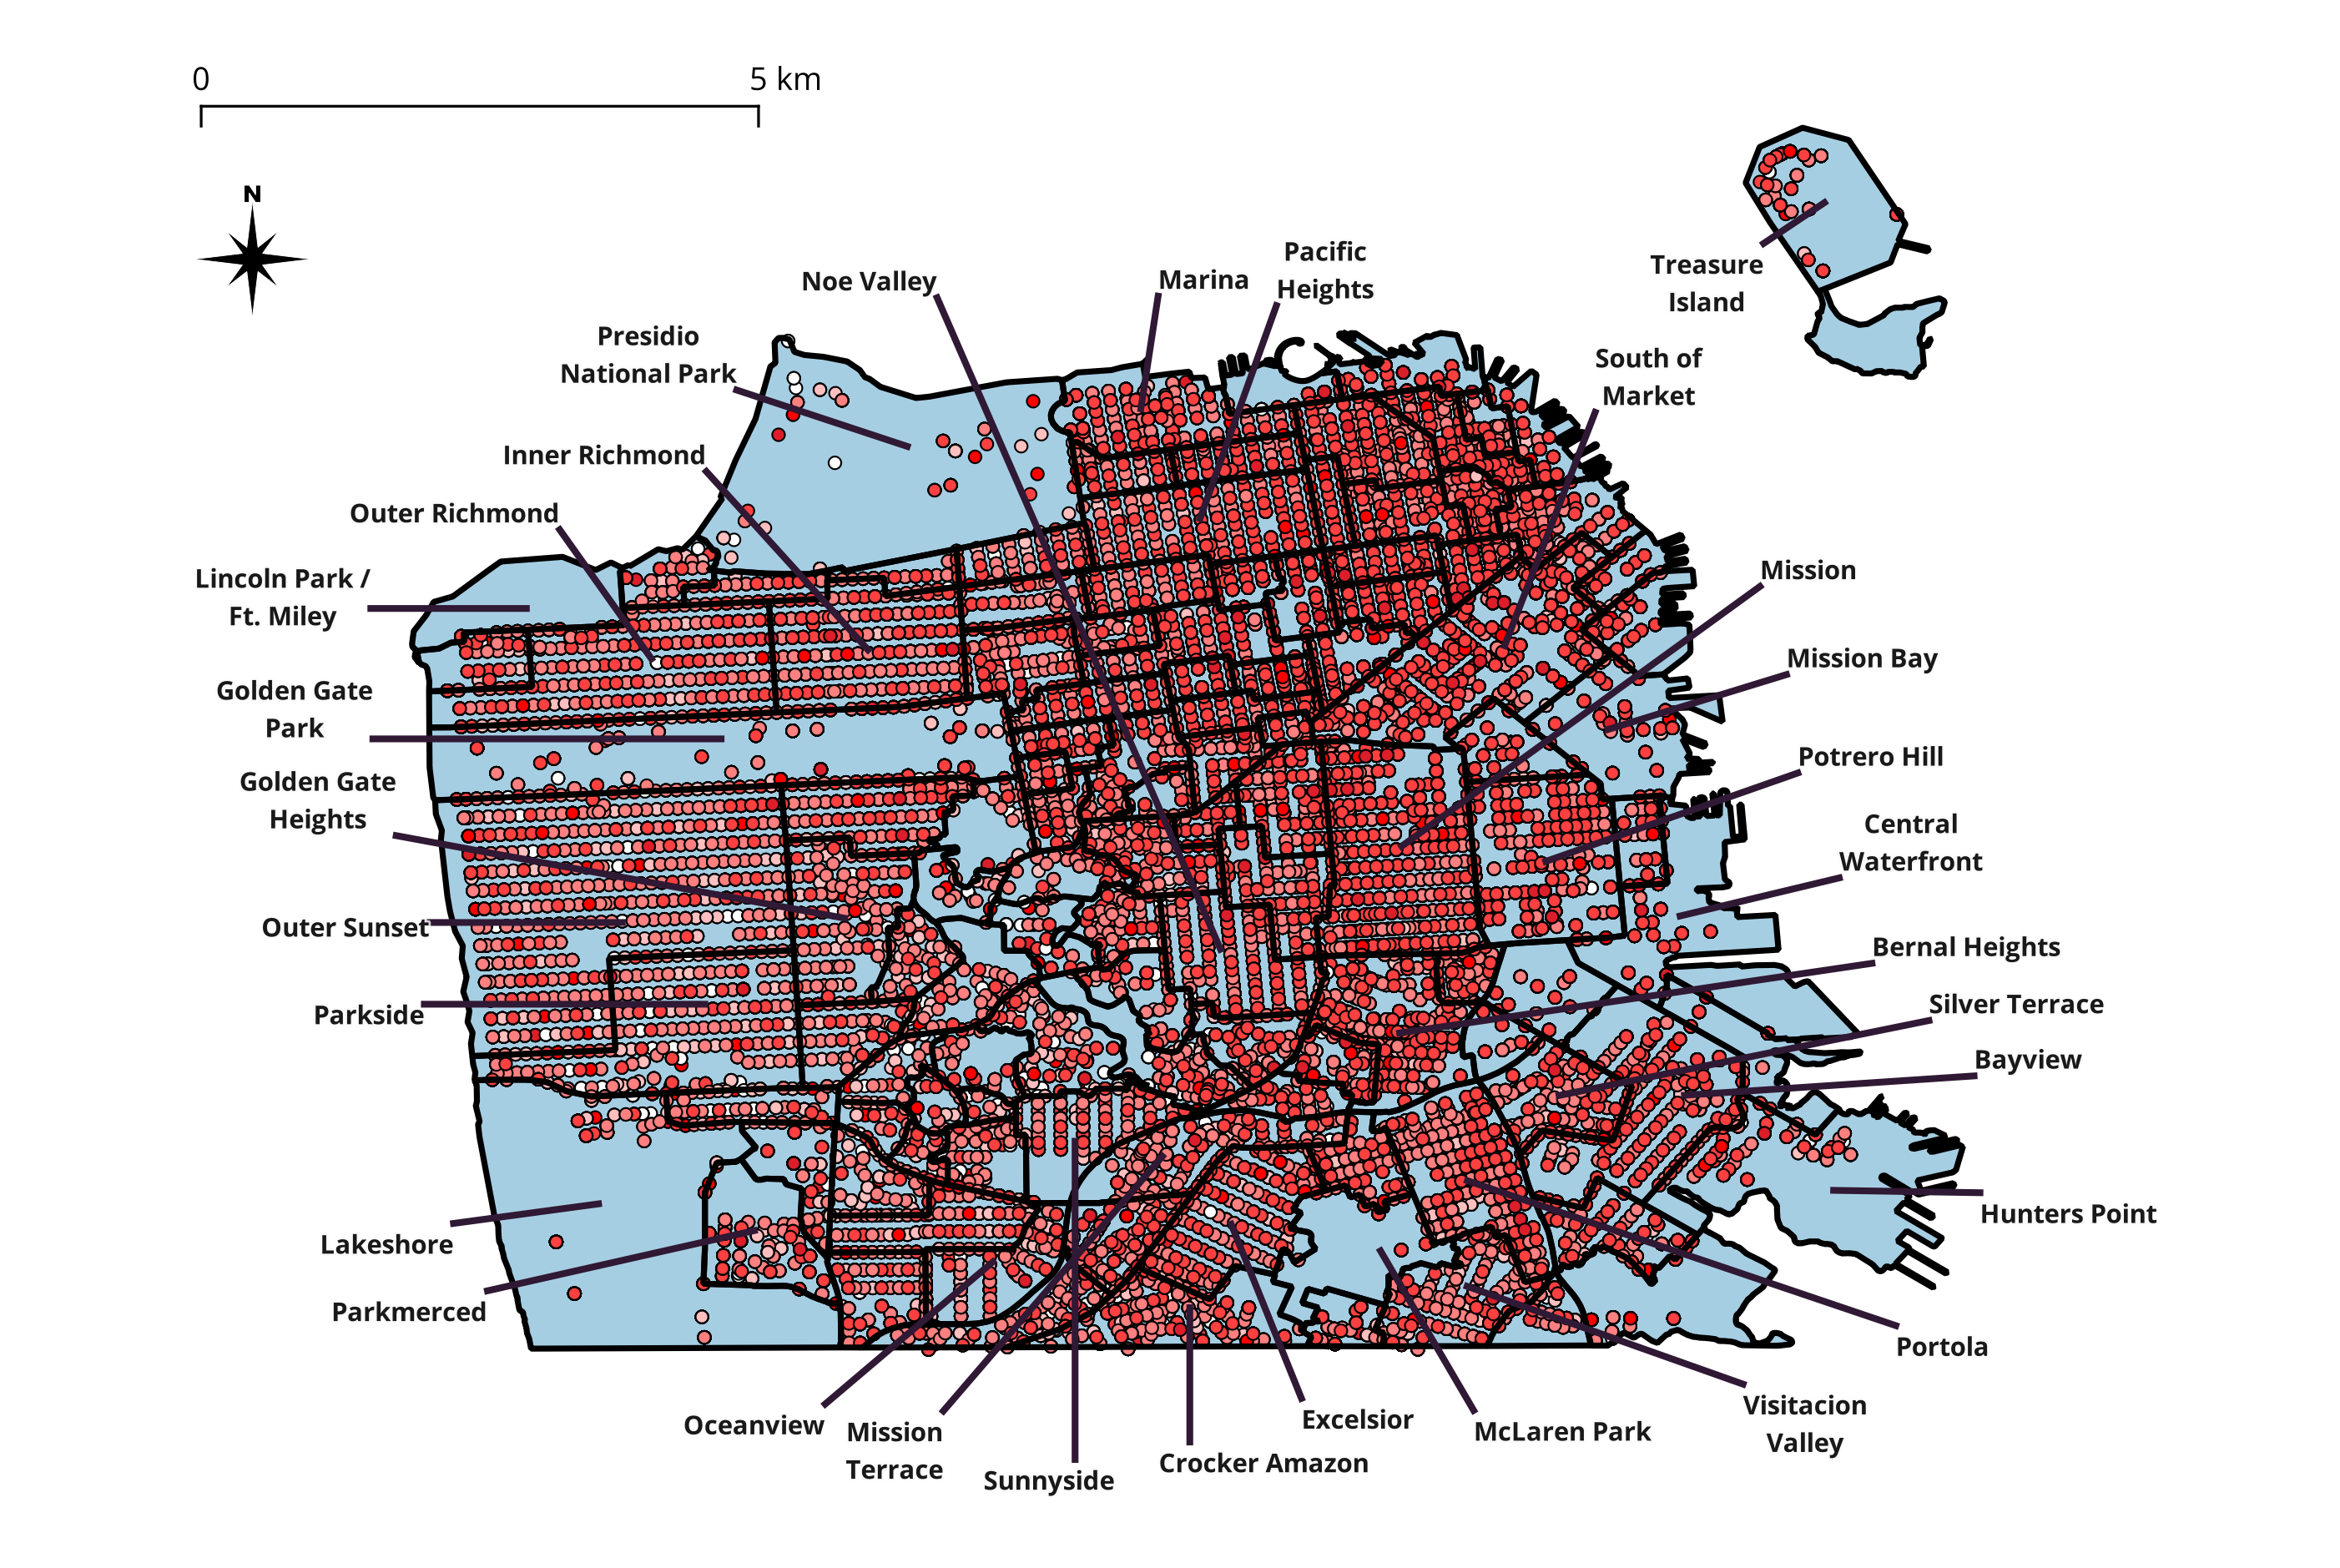 0
5 km
N
Noe Valley
Marina
Pacific
Heights
Treasure
Island
Presidio
National Park
South of
Market
Inner Richmond
Outer Richmond
Lincoln Park /
Ft. Miley
Mission
Mission Bay
Golden Gate
Park
Potrero Hill
Golden Gate
Heights
Central
Waterfront
Outer Sunset
Bernal Heights
Parkside
Silver Terrace
Bayview
Lakeshore
Hunters Point
Parkmerced
Portola
Oceanview
Mission
Terrace
Sunnyside
Crocker Amazon
Excelsior
McLaren Park
Visitacion
Valley